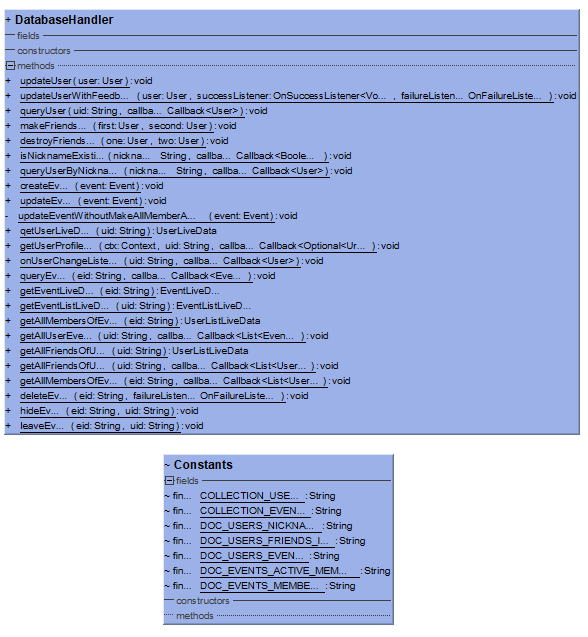 + DatabaseHandler
fields
constructors
methods
+ updateUser(user: User):void
+ updateUserWithFeedb... (user: User, successListener: OnSuccessListener<Vo... , failureListen... OnFailureListe... ):void
+ queryUser(uid: String, callba... Callback<User>):void
+ makeFriends... (first: User, second: User):void
+ destroyFriends... (one: User, two: User):void
+ isNicknameExisti... (nickna... String, callba... Callback<Boole... ):void
+ queryUserByNickna... (nickna... String, callba... Callback<User>):void
+ createEv... (event: Event):void
+ updateEv... (event: Event):void
- updateEventWithoutMakeAllMemberA... (event: Event):void
+ getUserLiveD... (uid: String):UserLiveData
+ getUserProfile... (ctx: Context, uid: String, callba... Callback<Optional<Ur... ):void
+ onUserChangeListe... (uid: String, callba... Callback<User>):void
+ queryEv... (eid: String, callba... Callback<Eve... ):void
+ getEventLiveD... (eid: String):EventLiveD...
+ getEventListLiveD... (uid: String):EventListLiveD...
+ getAllMembersOfEv... (eid: String):UserListLiveData
+ getAllUserEve... (uid: String, callba... Callback<List<Even... ):void
+ getAllFriendsOfU... (uid: String):UserListLiveData
+ getAllFriendsOfU... (uid: String, callba... Callback<List<User... ):void
+ getAllMembersOfEv... (eid: String, callba... Callback<List<User... ):void
+ deleteEv... (eid: String, failureListen... OnFailureListe... ):void
+ hideEv... (eid: String, uid: String):void
+ leaveEv... (eid: String, uid: String):void
~ Constants
fields
~ fin... COLLECTION_USE... :String
~ fin... COLLECTION_EVEN... :String
~ fin... DOC_USERS_NICKNA... :String
~ fin... DOC_USERS_FRIENDS_I... :String
~ fin... DOC_USERS_EVEN... :String
~ fin... DOC_EVENTS_ACTIVE_MEM... :String
~ fin... DOC_EVENTS_MEMBE... :String
constructors
methods